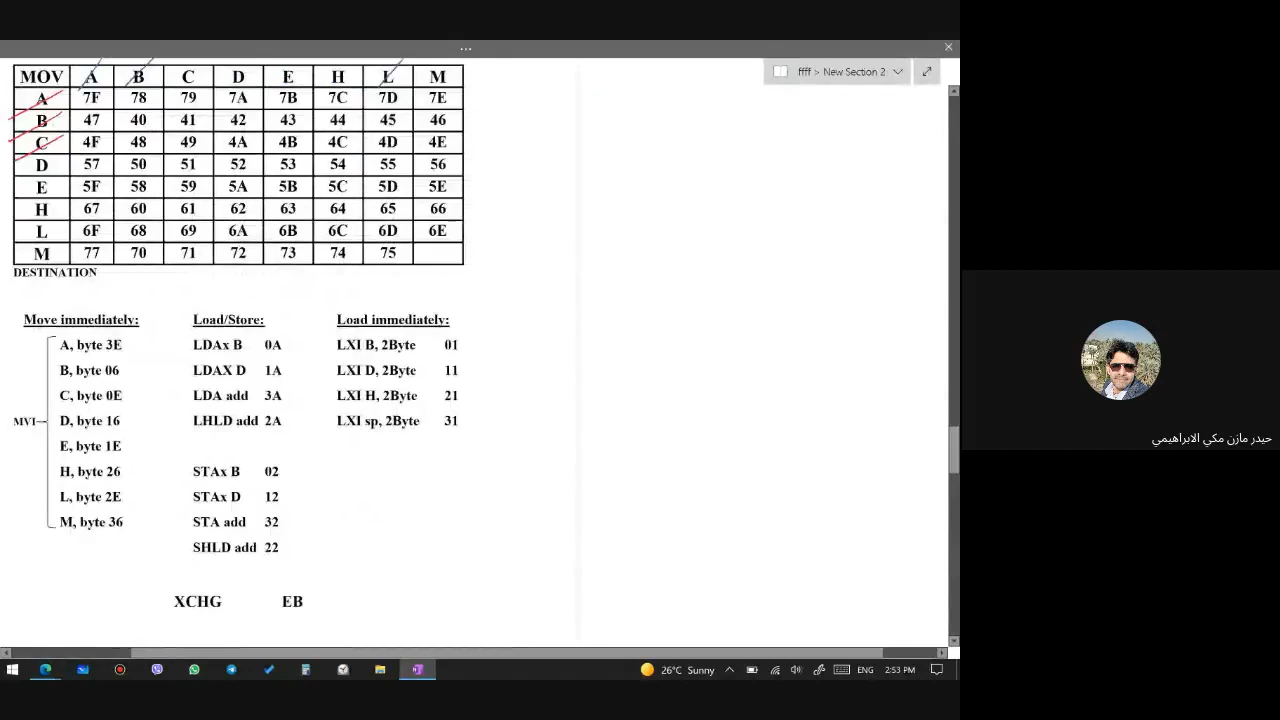 ...
ffff > New Section 2
MOV A B C D E H L M
A 7F 78 79 7A 7B 7C 7D 7E
B 47 40 41 42 43 44 45 46
C 4F 48 49 4A 4B 4C 4D 4E
D 57 50 51 52 53 54 55 56
E 5F 58 59 5A 5B 5C 5D 5E
H 67 60 61 62 63 64 65 66
L 6F 68 69 6A 6B 6C 6D 6E
M 77 70 71 72 73 74 75
DESTINATION
Move immediately:
A, byte 3E
B, byte 06
C, byte 0E
D, byte 16
MVI
E, byte 1E
H, byte 26
L, byte 2E
M, byte 36
Load/Store:
LDAx B 0A
LDAX D 1A
LDA add 3A
LHLD add 2A
STAx B 02
STAx D 12
STA add 32
SHLD add 22
Load immediately:
LXI B, 2Byte 01
LXI D, 2Byte 11
LXI H, 2Byte 21
LXI sp, 2Byte 31
XCHG EB
حيدر مازن مكي الابراهيمي
26°C Sunny
ENG
2:53 PM